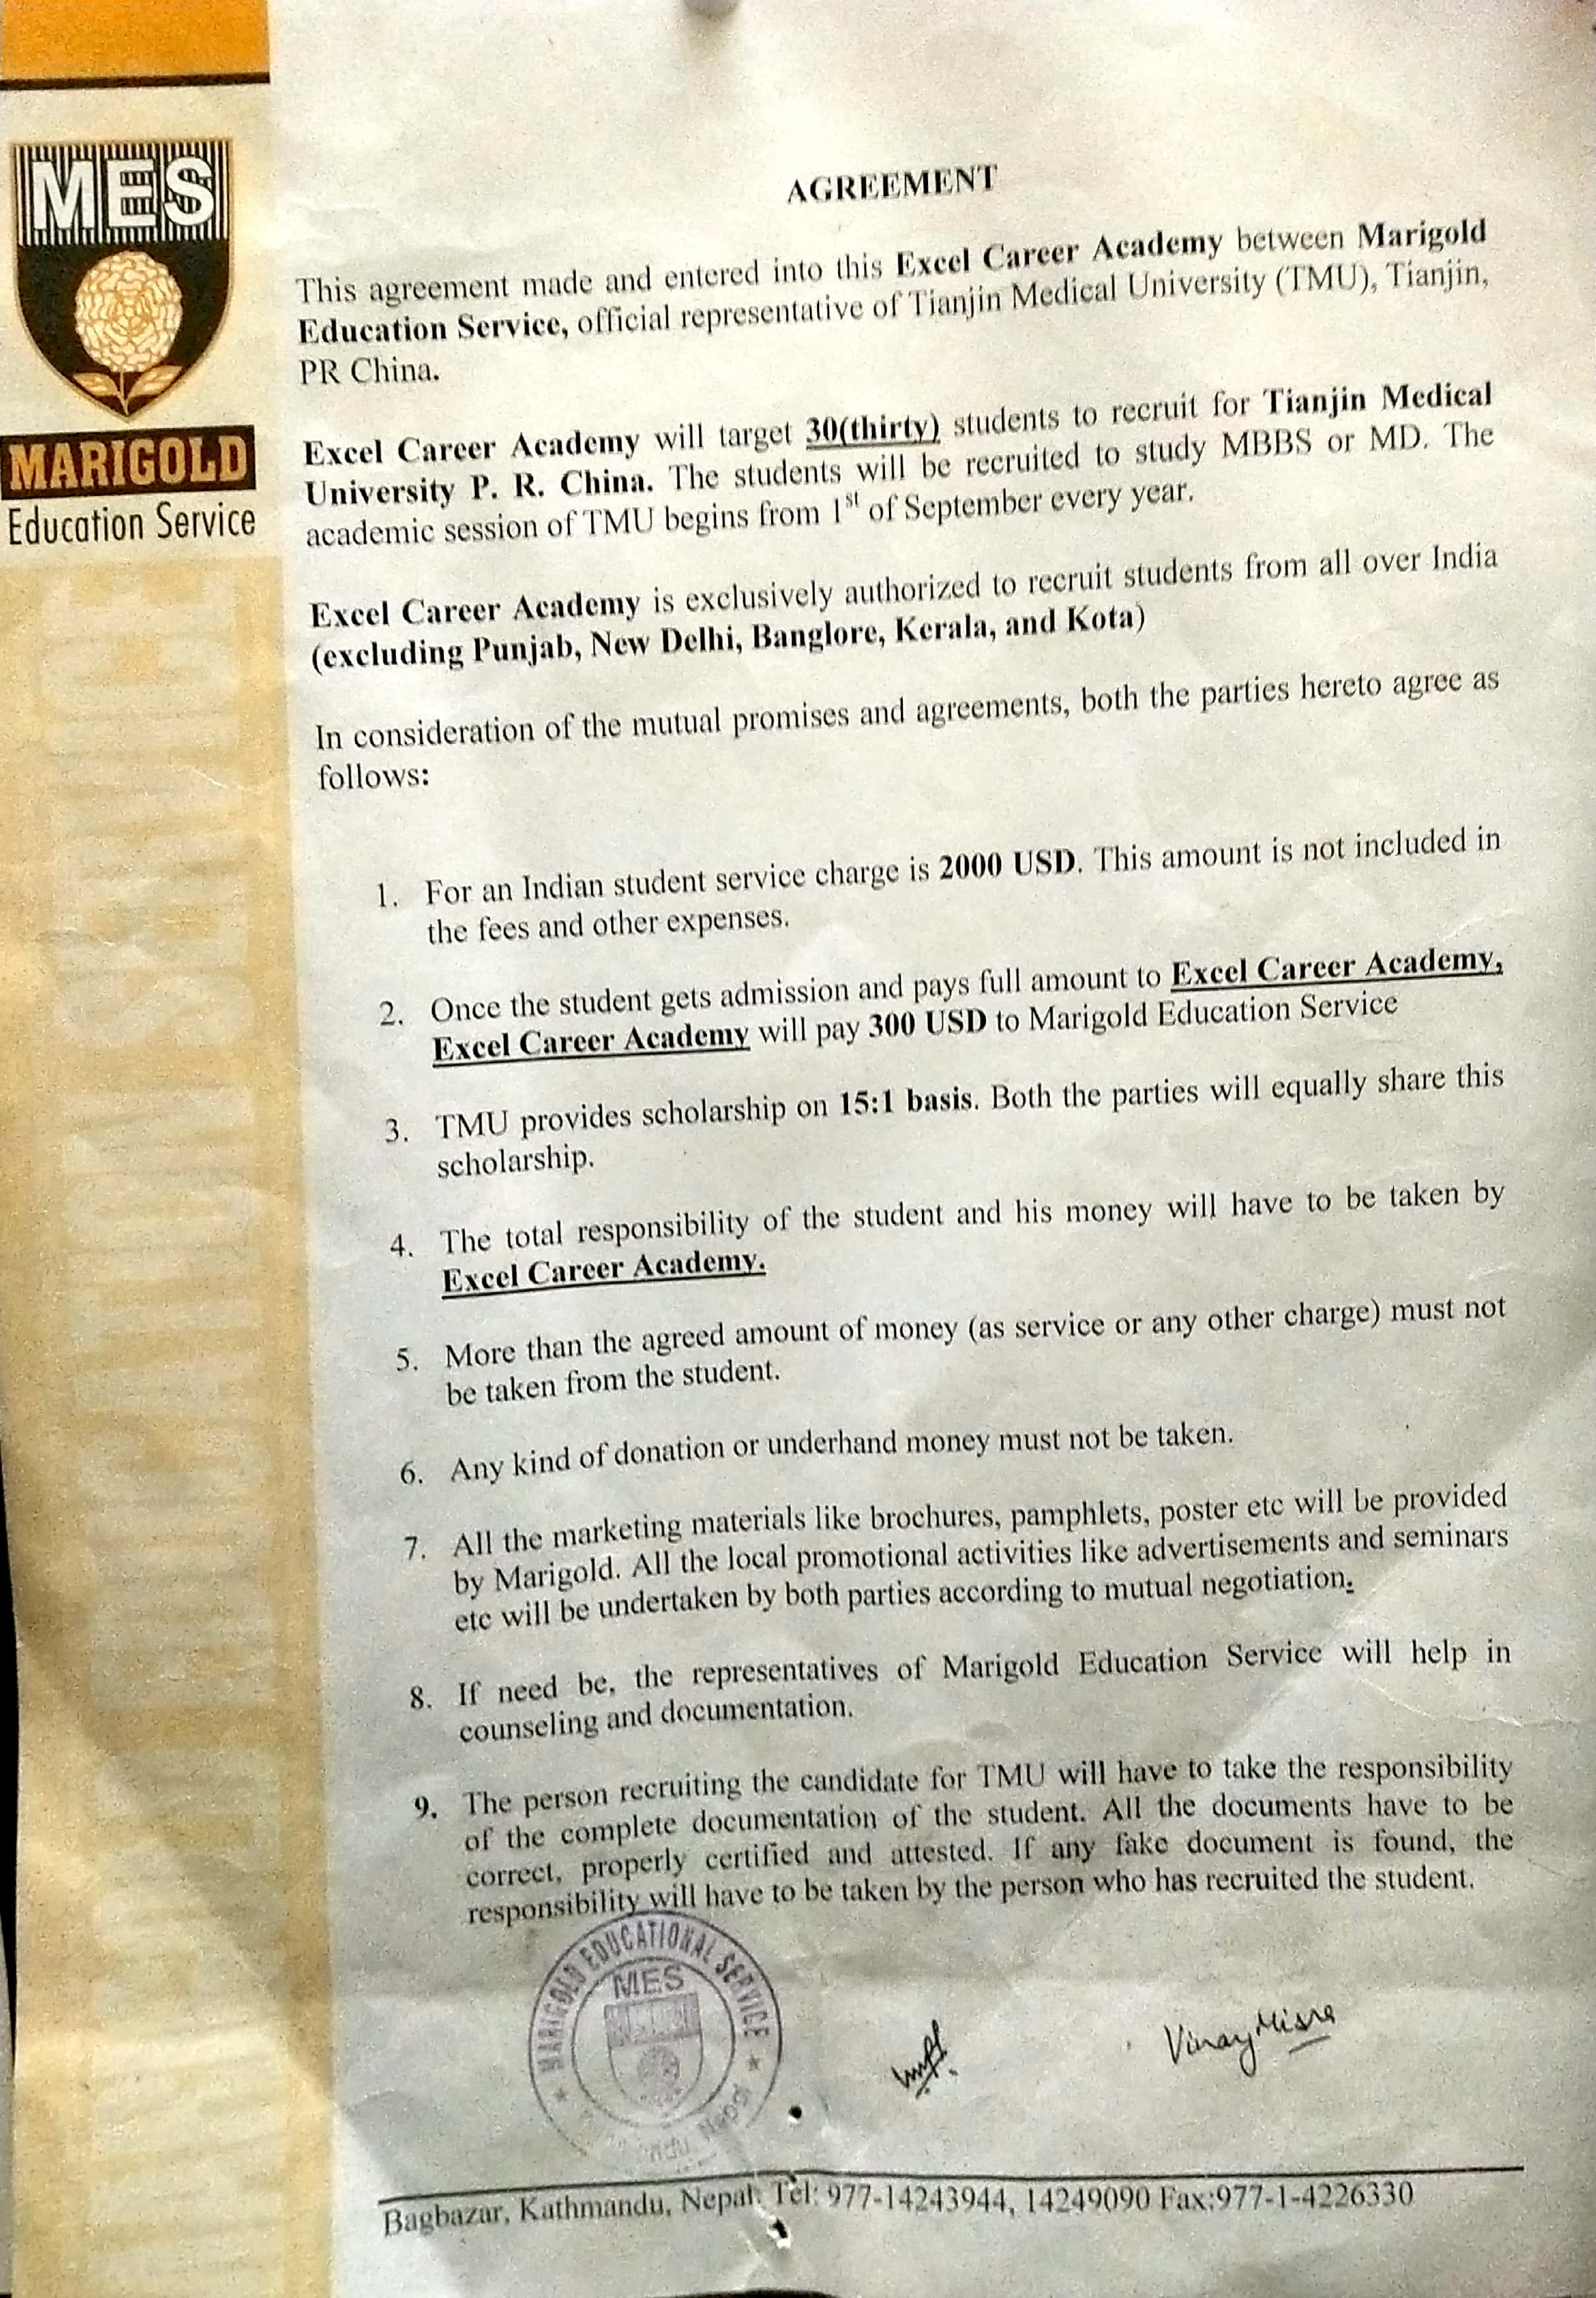 MES
MARIGOLD
Education Service
AGREEMENT
This agreement made and entered into this Excel Career Academy between Marigold
Education Service, official representative of Tianjin Medical University (TMU), Tianjin,
PR China.
Excel Career Academy will target 30(thirty) students to recruit for Tianjin Medical
University P. R. China. The students will be recruited to study MBBS or MD. The
academic session of TMU begins from 1st of September every year.
Excel Career Academy is exclusively authorized to recruit students from all over India
(excluding Punjab, New Delhi, Banglore, Kerala, and Kota)
In consideration of the mutual promises and agreements, both the parties hereto agree as
follows:
1. For an Indian student service charge is 2000 USD. This amount is not included in
the fees and other expenses.
2. Once the student gets admission and pays full amount to Excel Career Academy,
Excel Career Academy will pay 300 USD to Marigold Education Service
3. TMU provides scholarship on 15:1 basis. Both the parties will equally share this
scholarship.
4. The total responsibility of the student and his money will have to be taken by
Excel Career Academy.
5. More than the agreed amount of money (as service or any other charge) must not
be taken from the student.
6. Any kind of donation or underhand money must not be taken.
7. All the marketing materials like brochures, pamphlets, poster etc will be provided
by Marigold. All the local promotional activities like advertisements and seminars
etc will be undertaken by both parties according to mutual negotiation.
8. If need be, the representatives of Marigold Education Service will help in
counseling and documentation.
9. The person recruiting the candidate for TMU will have to take the responsibility
of the complete documentation of the student. All the documents have to be
correct, properly certified and attested. If any fake document is found, the
responsibility will have to be taken by the person who has recruited the student.
MARIGOLD EDUCATIONAL SERVICE
MES
Nepal
Vinay Misra
Bagbazar, Kathmandu, Nepal. Tel: 977-14243944, 14249090 Fax:977-1-4226330